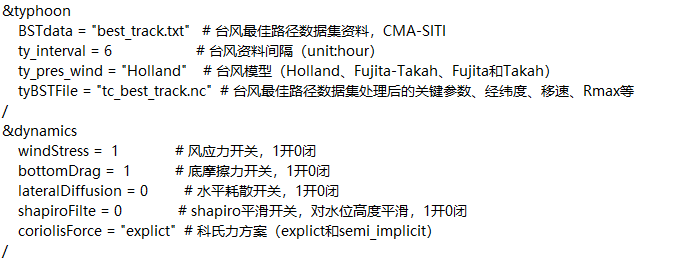 &typhoon
BSTdata = "best_track.txt" # 台风最佳路径数据集资料，CMA-SITI
ty_interval = 6 # 台风资料间隔（unit:hour）
ty_pres_wind = "Holland" # 台风模型（Holland、Fujita-Takah、Fujita和Takah）
tyBSTFile = "tc_best_track.nc" # 台风最佳路径数据集处理后的关键参数、经纬度、移速、Rmax等
/
&dynamics
windStress = 1 # 风应力开关，1开0闭
bottomDrag = 1 # 底摩擦力开关，1开0闭
lateralDiffusion = 0 # 水平耗散开关，1开0闭
shapiroFilte = 0 # shapiro平滑开关，对水位高度平滑，1开0闭
coriolisForce = "explict" # 科氏力方案（explict和semi_implicit）
/